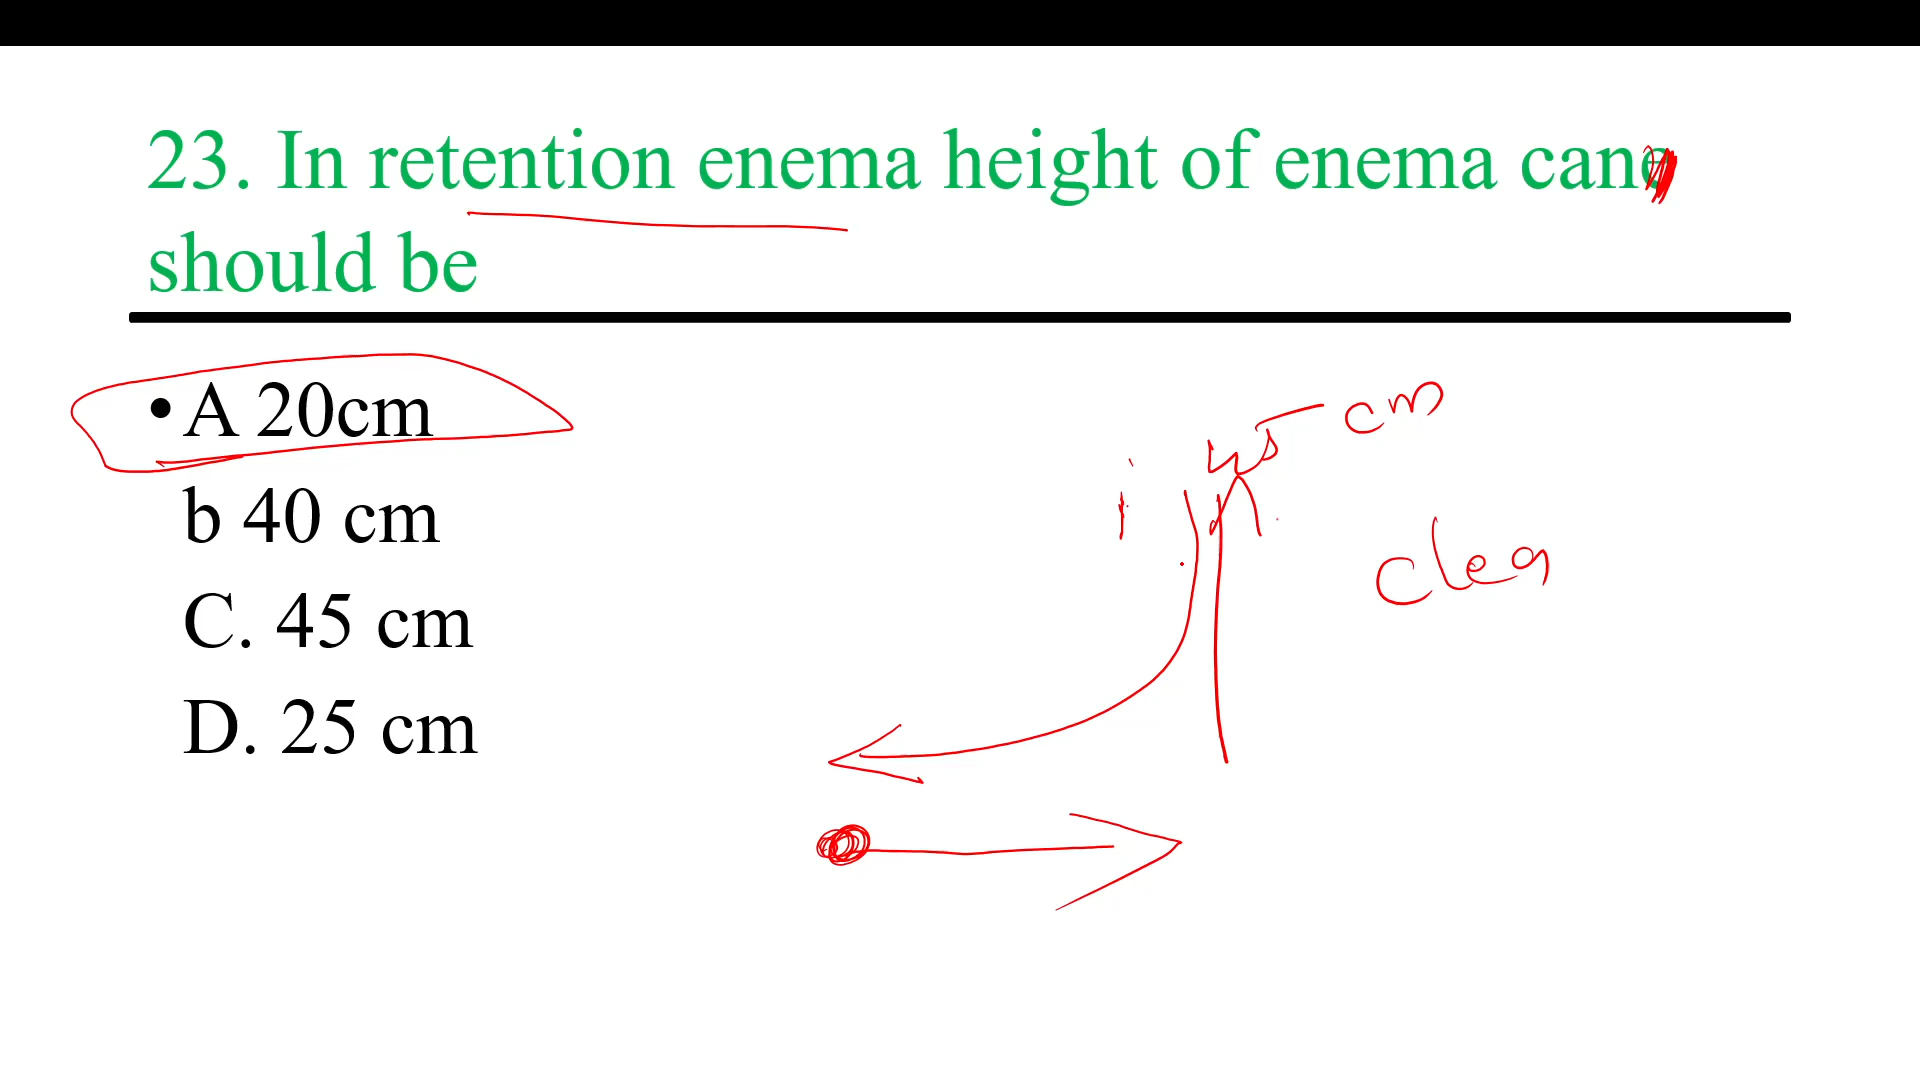 23. In retention enema height of enema cane
should be
• A 20cm
b 40 cm
C. 45 cm
D. 25 cm
45 cm
clea